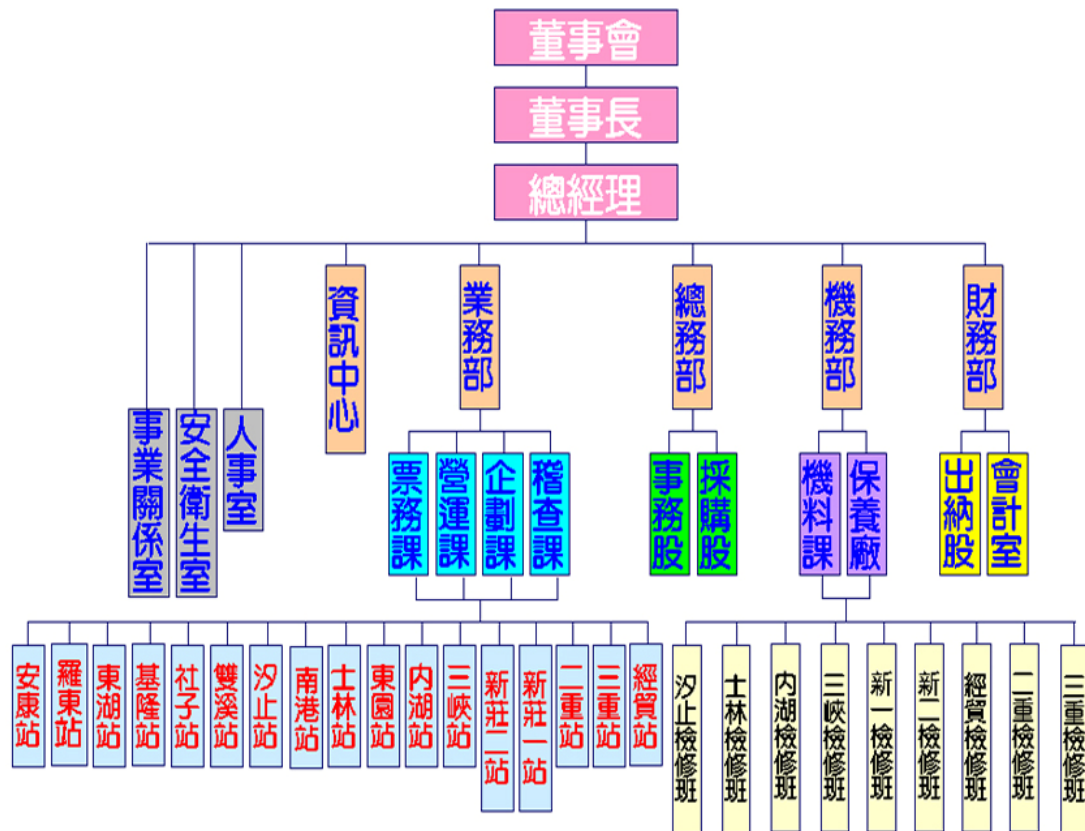 董事會
董事長
總經理
資訊中心
業務部
總務部
機務部
財務部
事業關係室
安全衛生室
人事室
票務課
營運課
企劃課
稽查課
事務股
採購股
機料課
保養廠
出納股
會計室
安康站
羅東站
東湖站
基隆站
社子站
雙溪站
汐止站
南港站
士林站
東園站
內湖站
三峽站
新莊二站
新莊一站
二重站
三重站
經貿站
汐止檢修班
士林檢修班
內湖檢修班
三峽檢修班
新一檢修班
新二檢修班
經貿檢修班
二重檢修班
三重檢修班